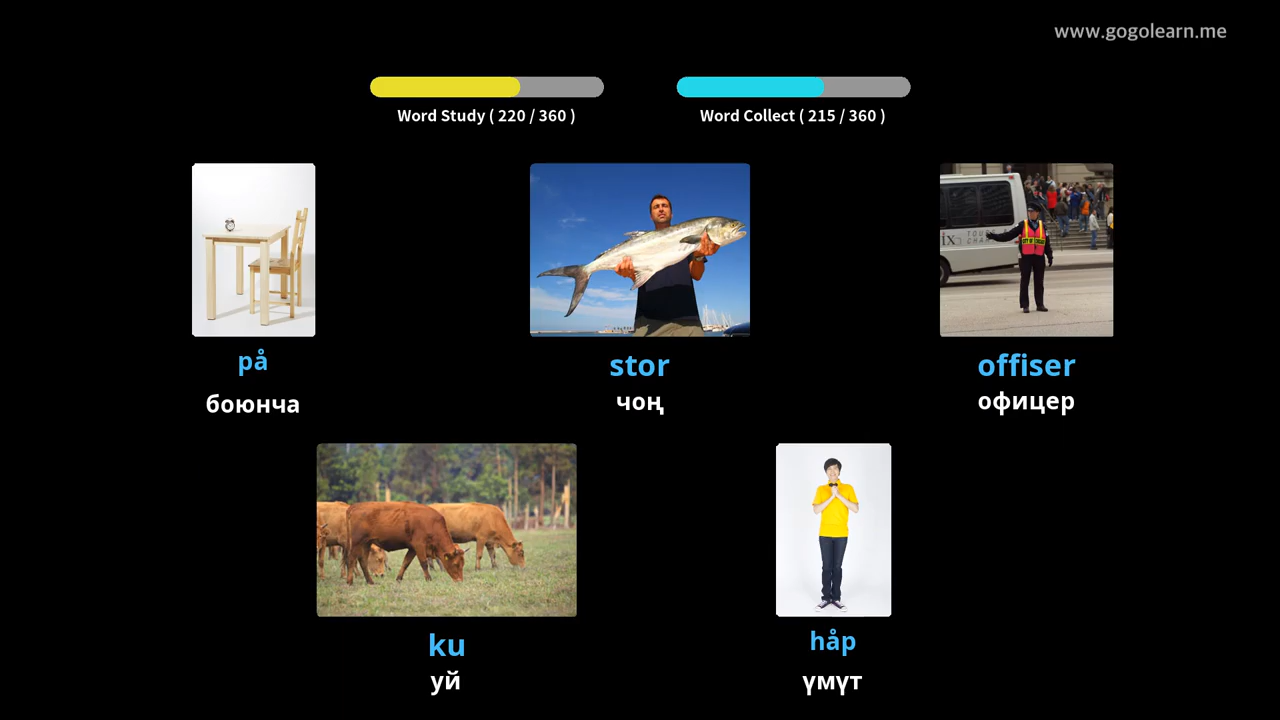 www.gogolearn.me
Word Study ( 220 / 360 )
Word Collect ( 215 / 360 )
på
боюнча
stor
чоң
offiser
офицер
ku
уй
håp
үмүт